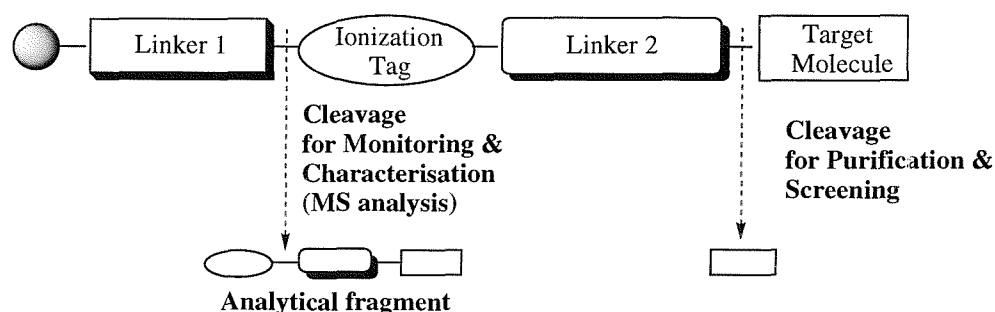 Linker 1
Ionization
Tag
Linker 2
Target
Molecule
Cleavage
for Monitoring &
Characterisation
(MS analysis)
Cleavage
for Purification &
Screening
Analytical fragment